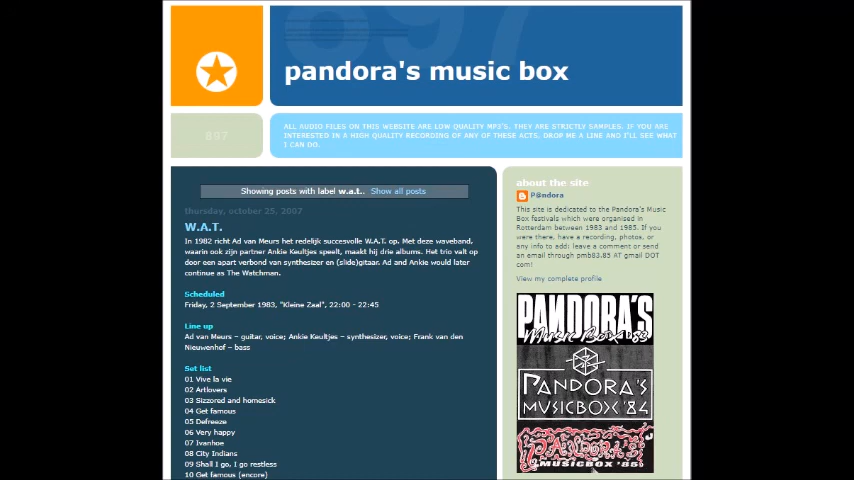 pandora's music box
897
ALL AUDIO FILES ON THIS WEBSITE ARE LOW QUALITY MP3'S. THEY ARE STRICTLY SAMPLES. IF YOU ARE
INTERESTED IN A HIGH QUALITY RECORDING OF ANY OF THESE ACTS, DROP ME A LINE AND I'LL SEE WHAT
I CAN DO.
Showing posts with label w.a.t.. Show all posts
thursday, october 25, 2007
W.A.T.
In 1982 richt Ad van Meurs het redelijk succesvolle W.A.T. op. Met deze waveband,
waarin ook zijn partner Ankie Keultjes speelt, maakt hij drie albums. Het trio valt op
door een apart verbond van synthesizer en (slide)gitaar. Ad and Ankie would later
continue as The Watchman.
Scheduled
Friday, 2 September 1983, "Kleine Zaal", 22:00 - 22:45
Line up
Ad van Meurs – guitar, voice; Ankie Keultjes – synthesizer, voice; Frank van den
Nieuwenhof – bass
Set list
01 Vive la vie
02 Artlovers
03 Sizzored and homesick
04 Get famous
05 Defreeze
06 Very happy
07 Ivanhoe
08 City Indians
09 Shall I go, I go restless
10 Get famous (encore)
about the site
P@ndora
This site is dedicated to the Pandora's Music
Box festivals which were organised in
Rotterdam between 1983 and 1985. If you
were there, have a recording, photos, or
any info to add: leave a comment or send
an email through pmb83.85 AT gmail DOT
com!
View my complete profile
PANDORA'S
Music Box '83
PANDORA'S
MUSICBOX '84
PANDORA'S
MUSICBOX '85